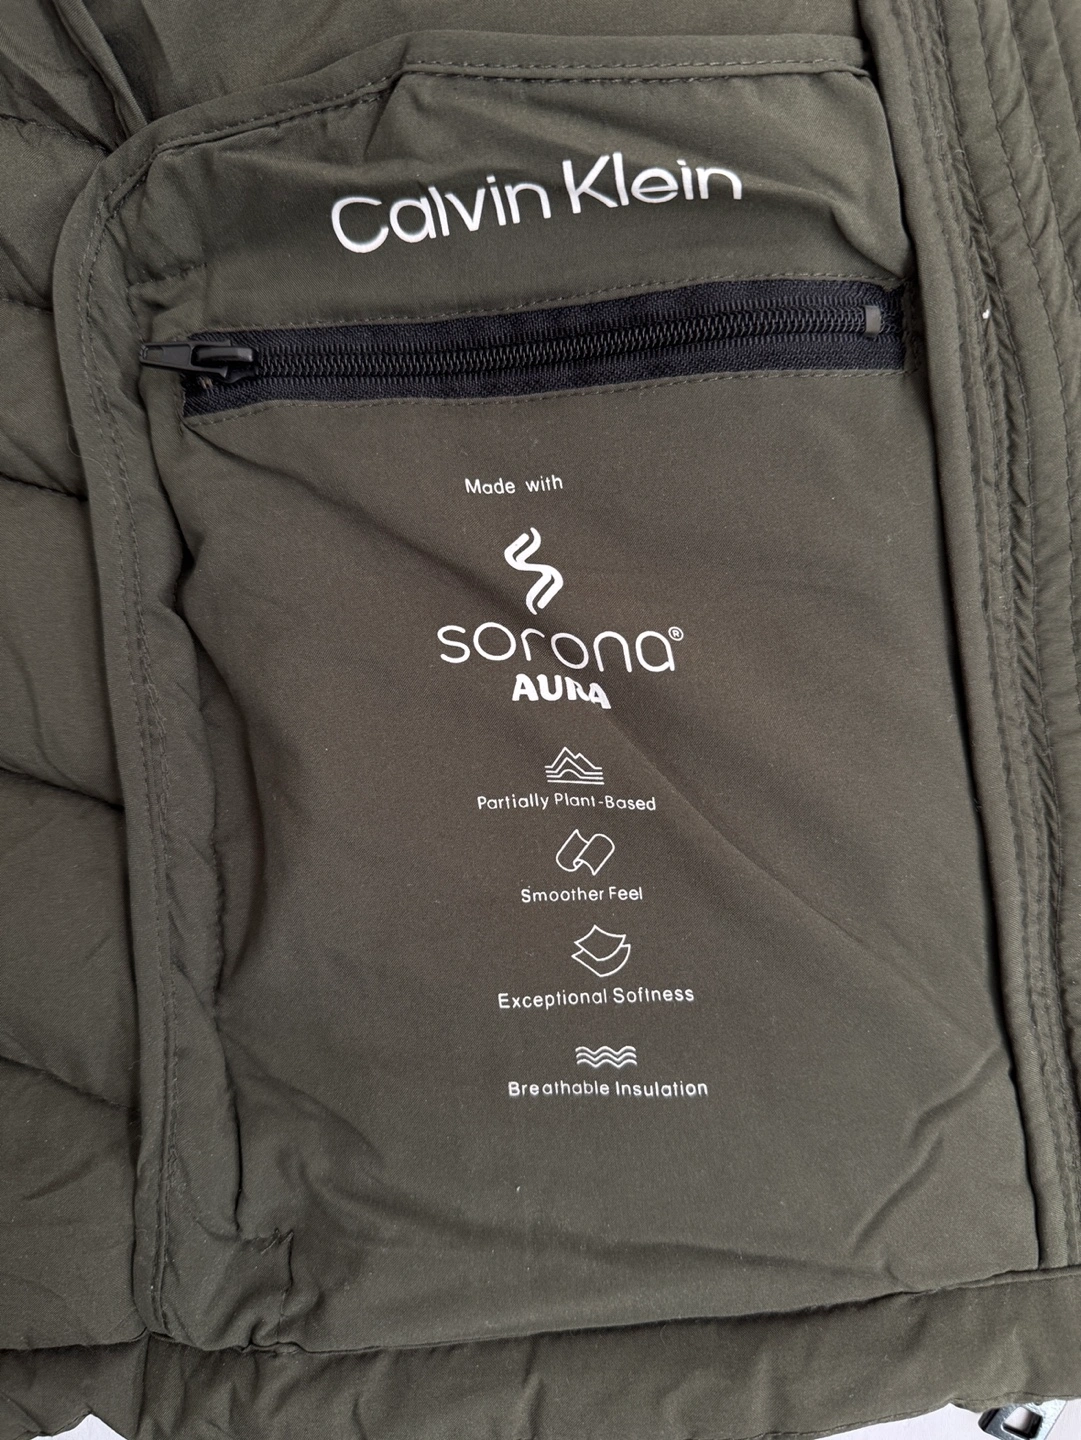 Calvin Klein
Made with
sorona®
AURA
Partially Plant-Based
Smoother Feel
Exceptional Softness
Breathable Insulation